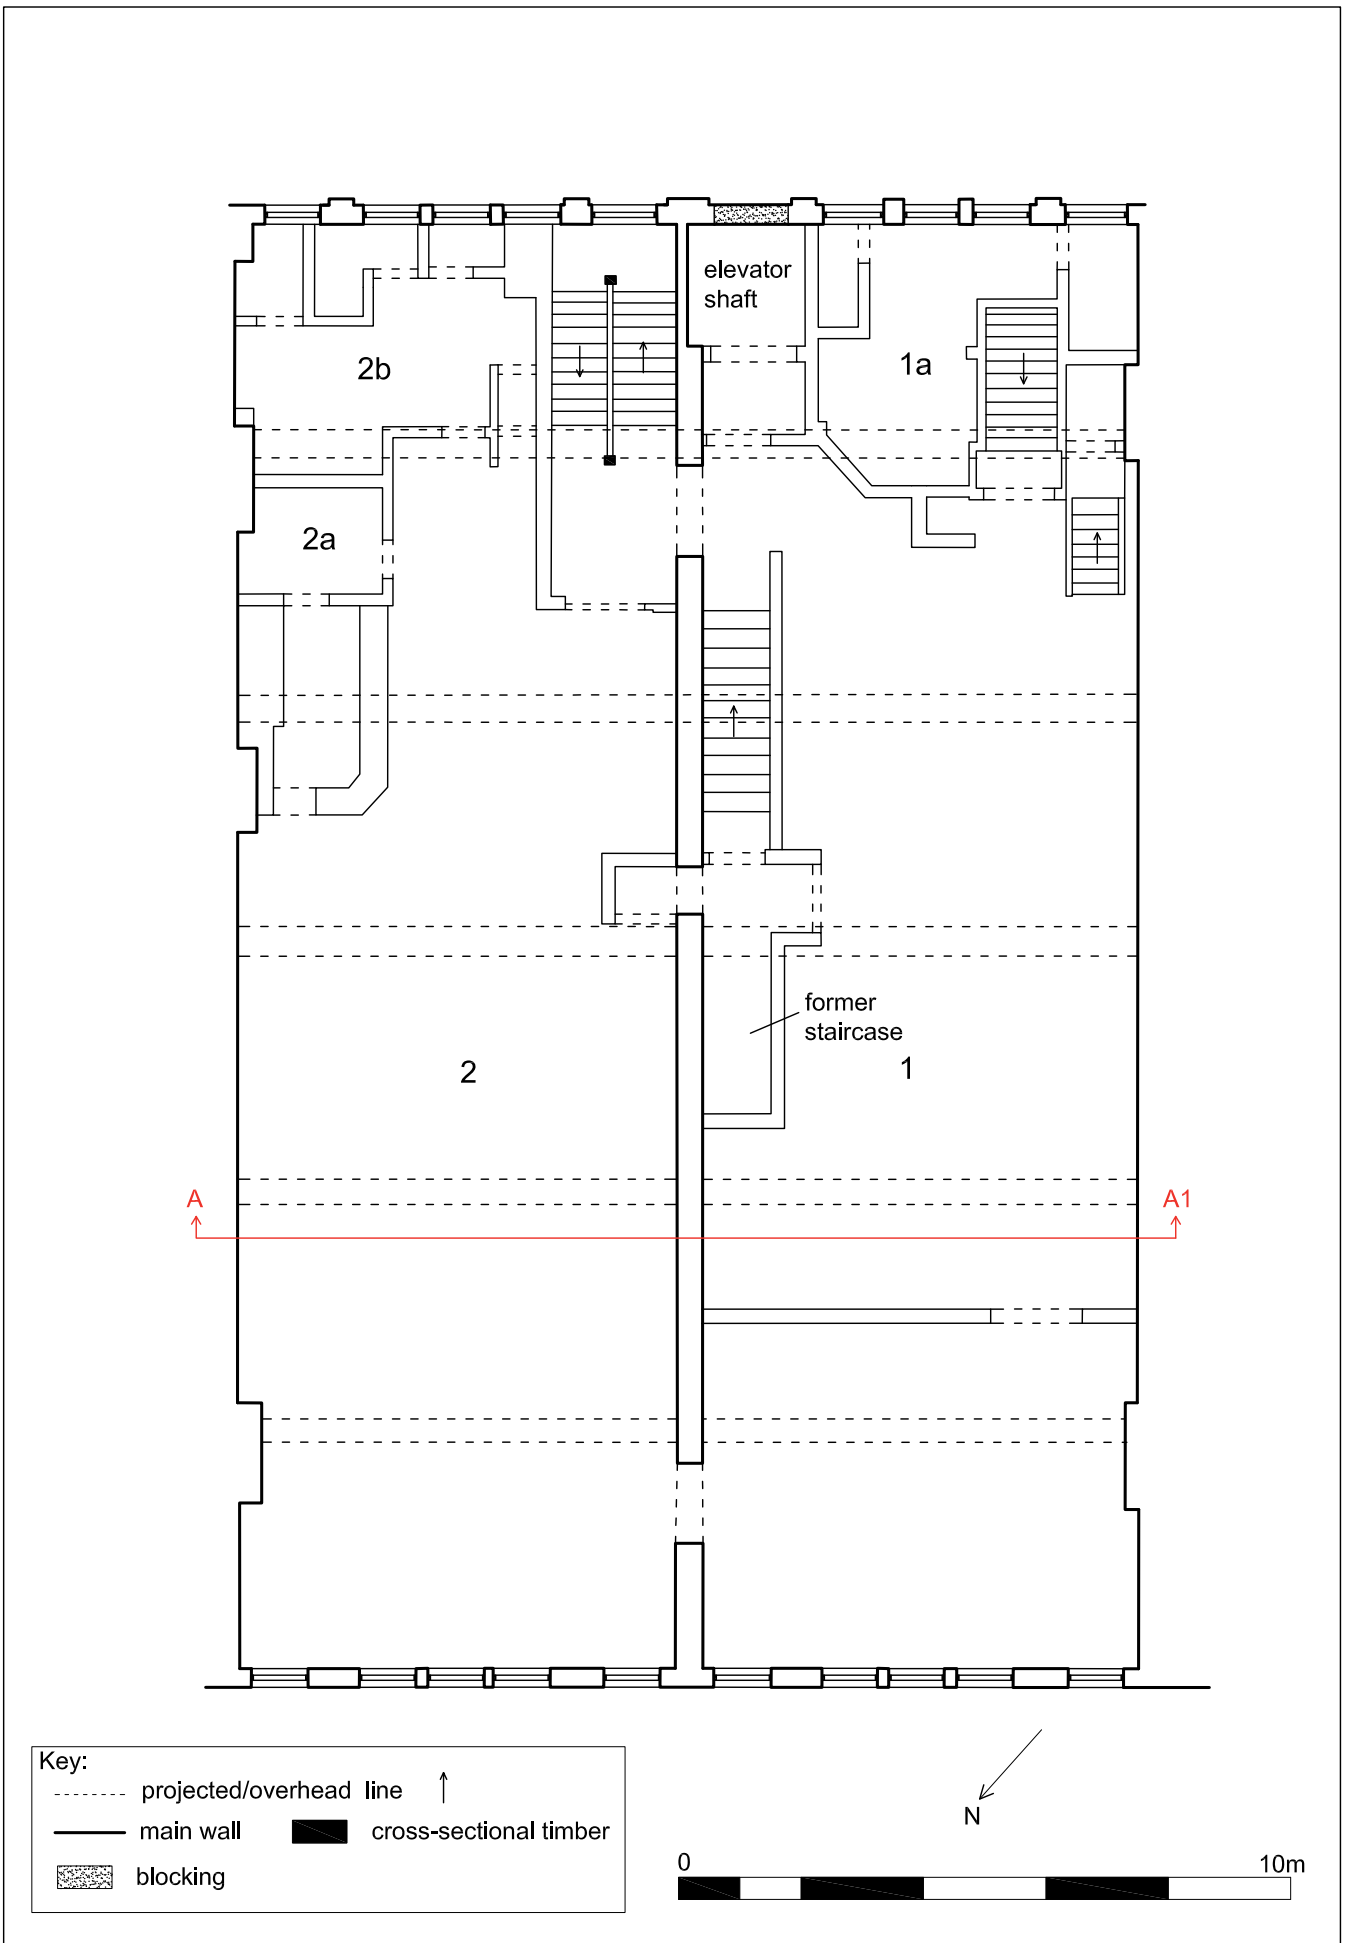 elevator
shaft
2b
1a
2a
former
staircase
2
1
A
A1
Key:
projected/overhead line
main wall
cross-sectional timber
blocking
N
0
10m